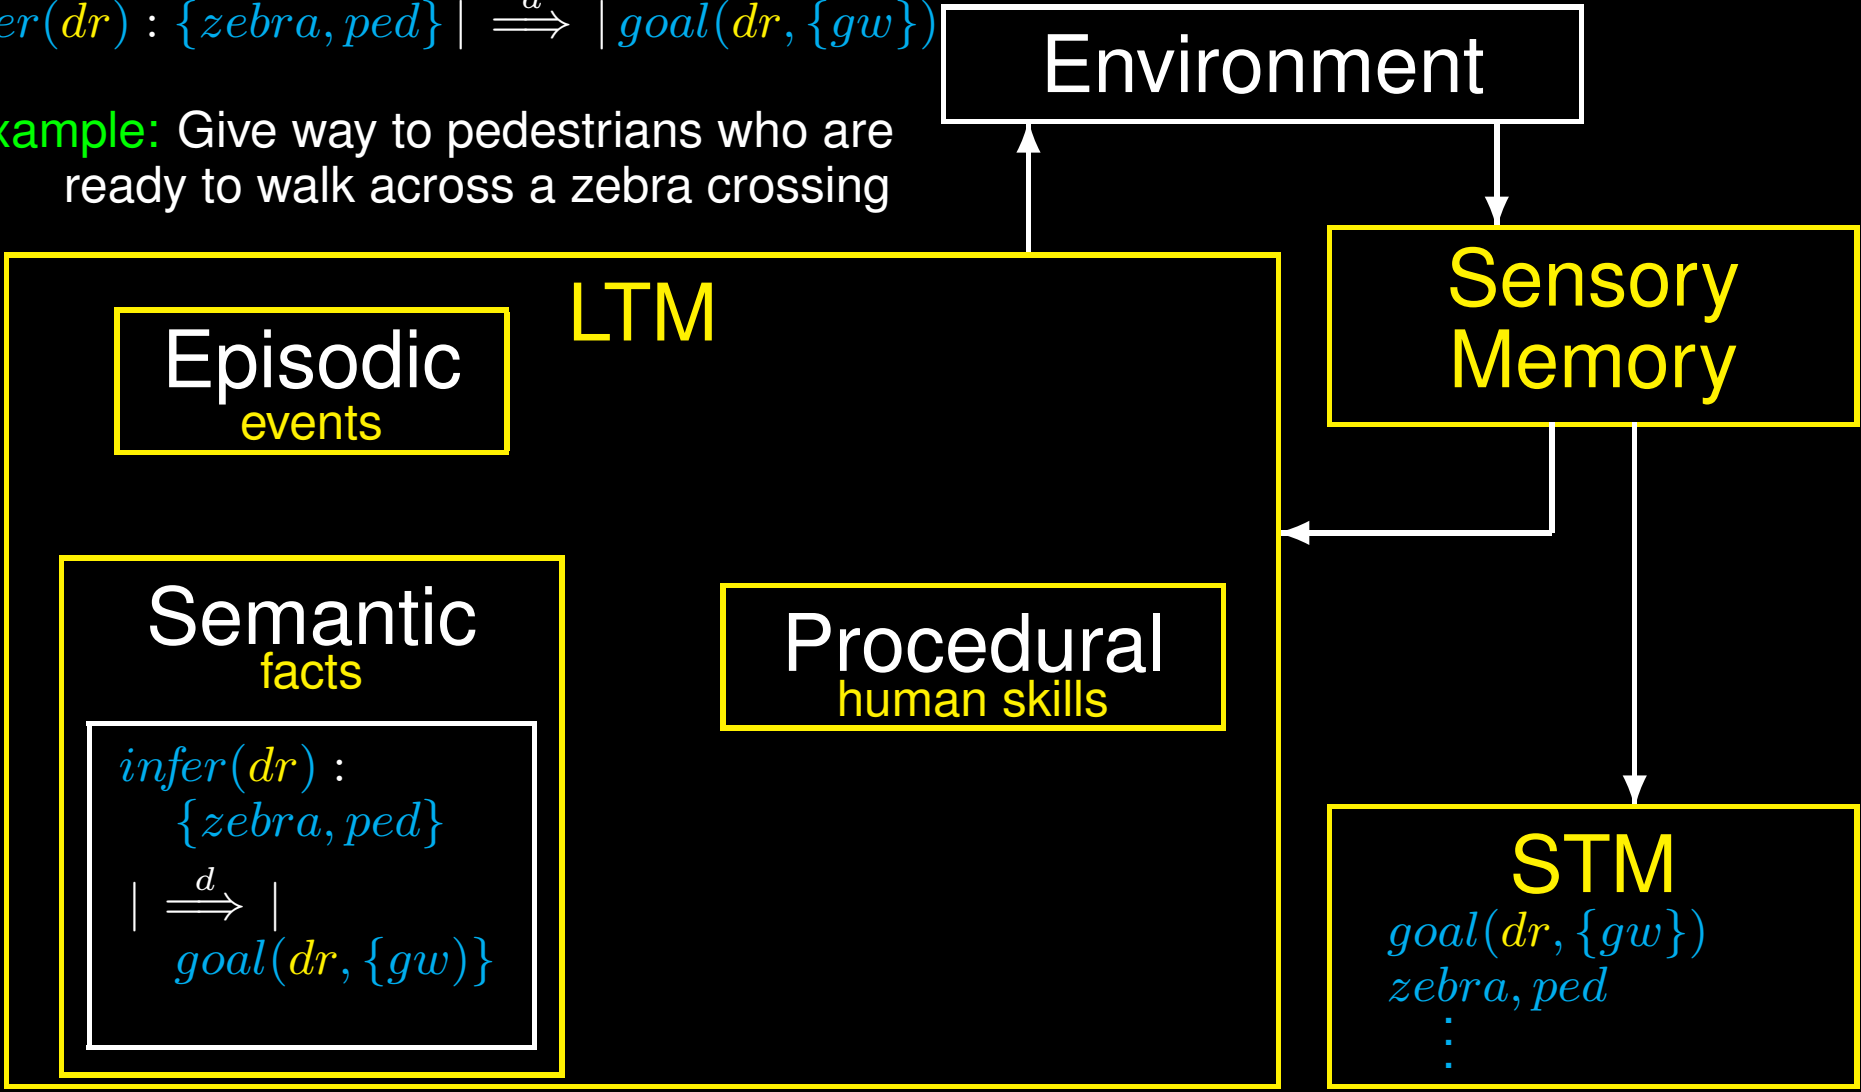 er(dr) : {zebra, ped} | ⟹ | goal(dr, {gw})
xample: Give way to pedestrians who are
ready to walk across a zebra crossing
Environment
LTM
Episodic
events
Semantic
facts
infer(dr) :
{zebra, ped}
| d⟹ |
goal(dr, {gw)}
Procedural
human skills
Sensory
Memory
STM
goal(dr, {gw})
zebra, ped
⋮